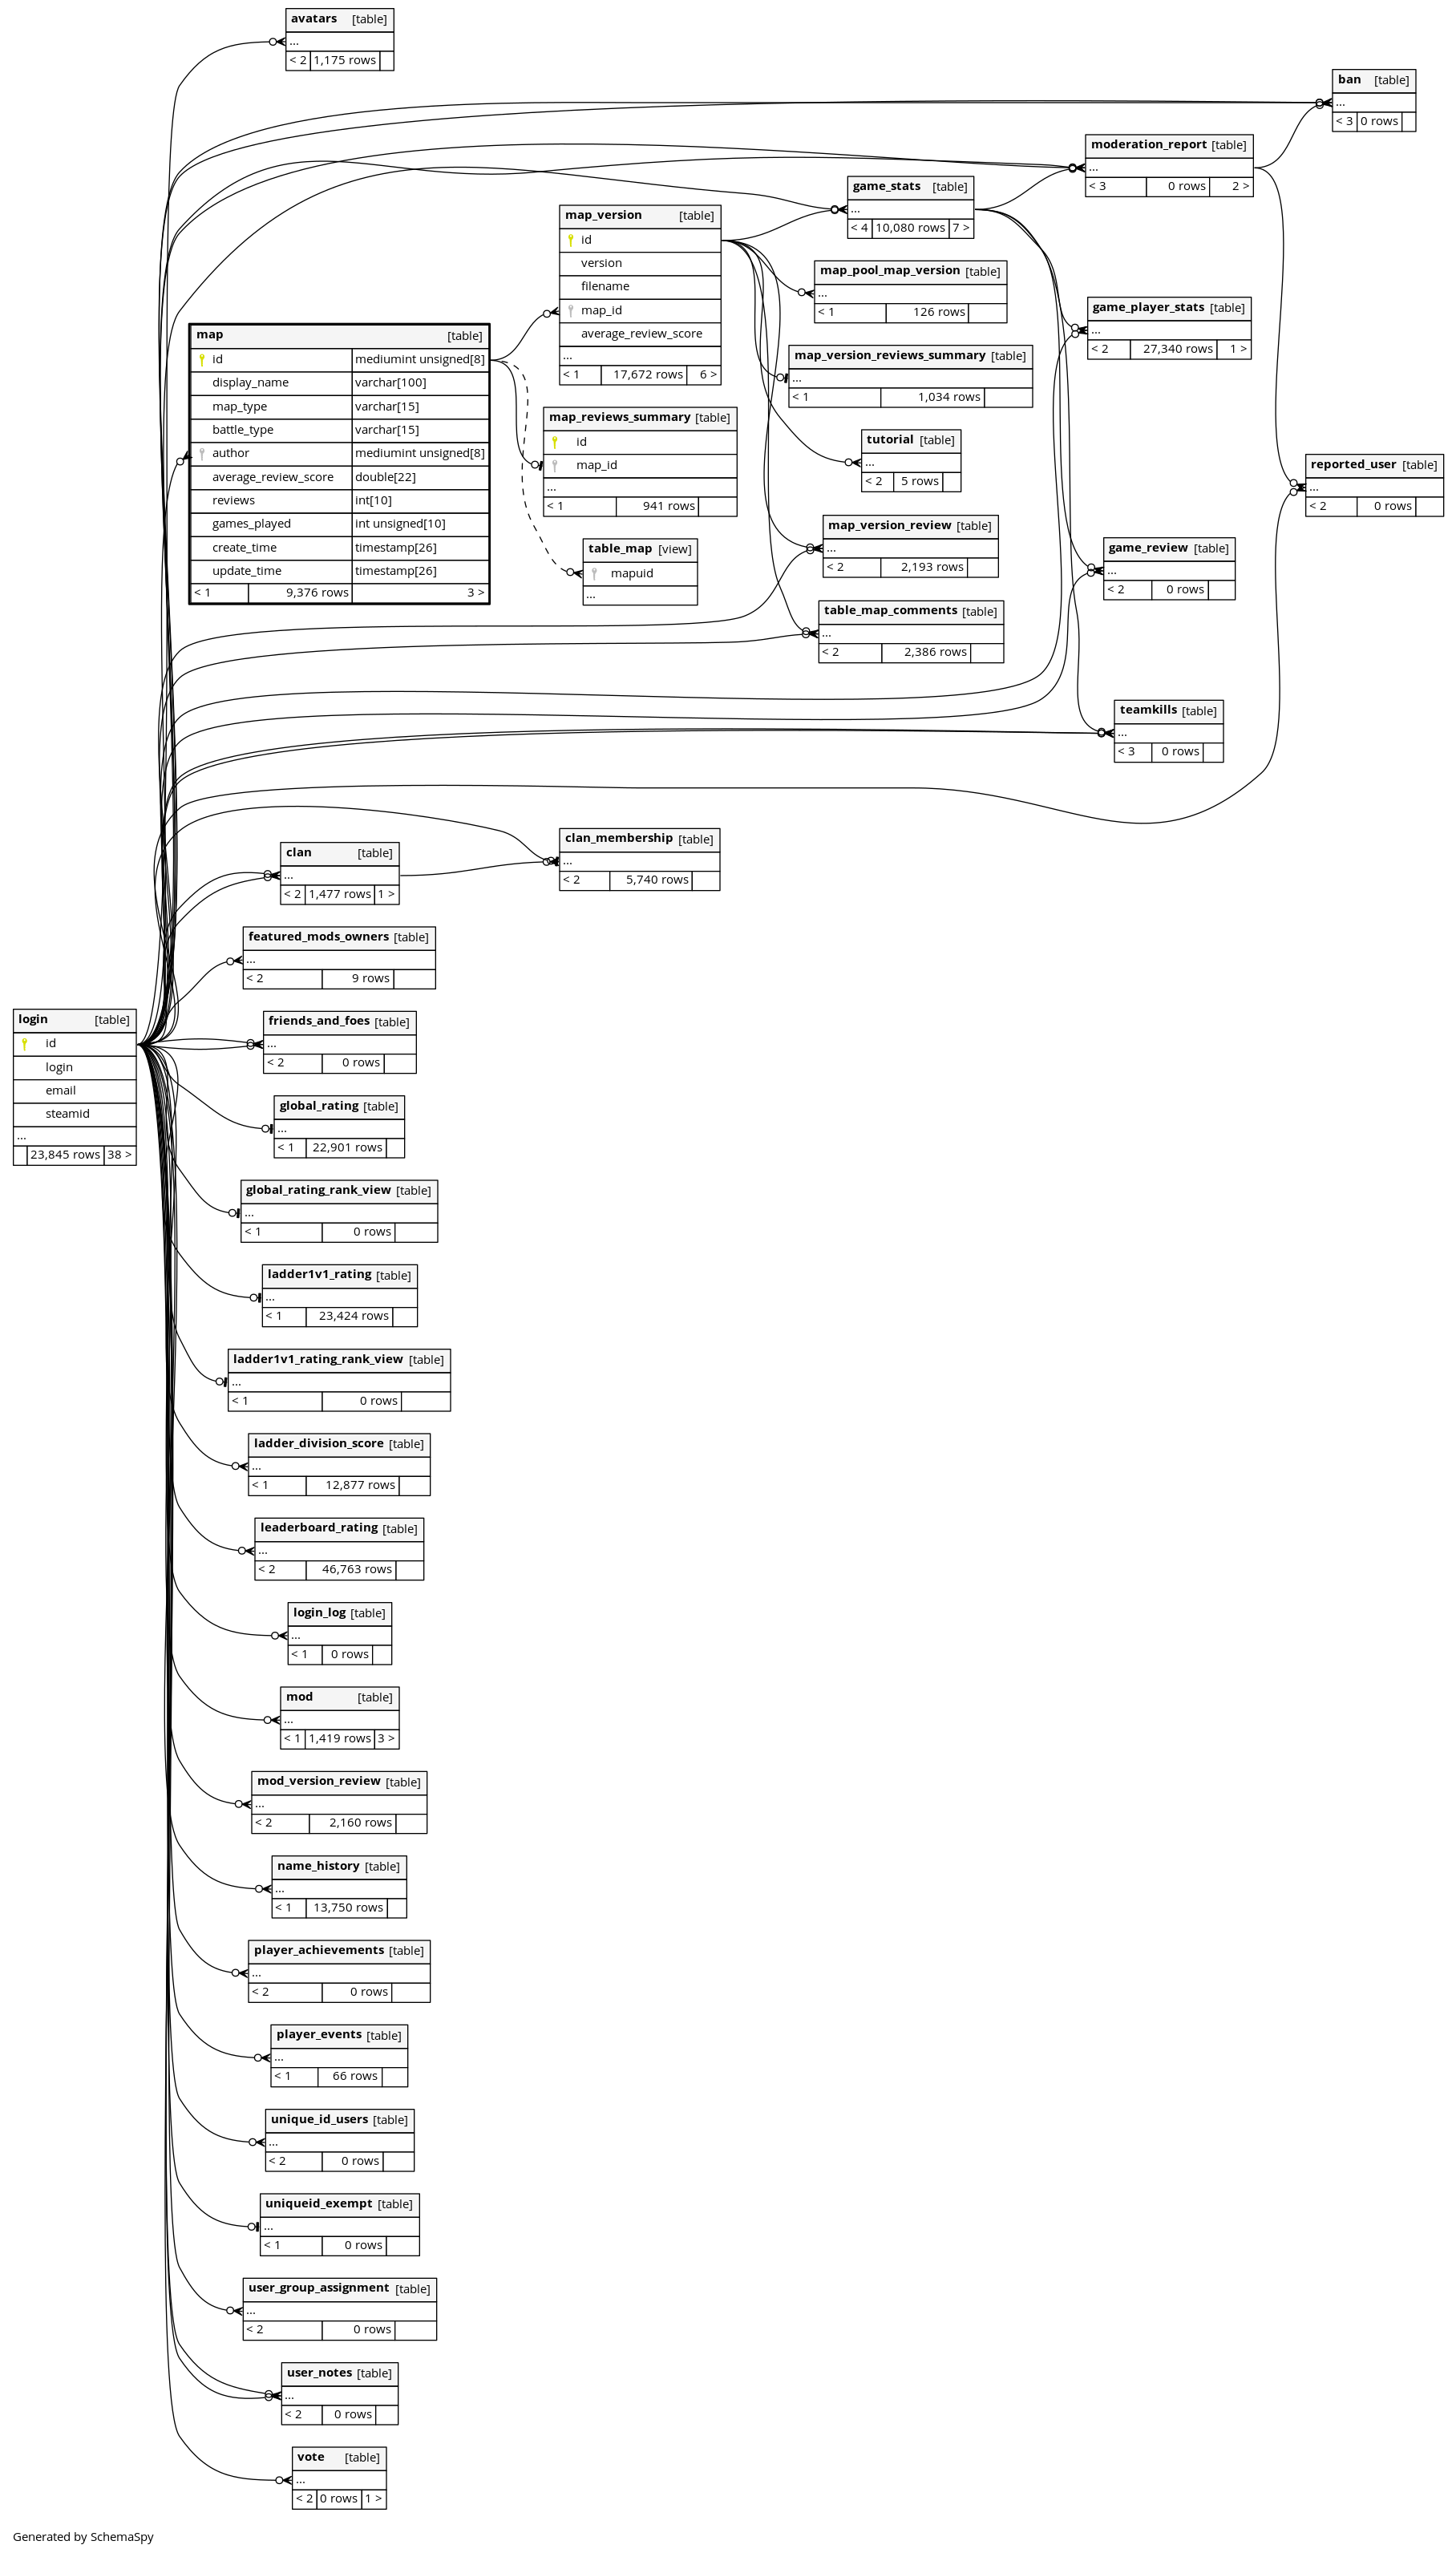 avatars [table]
...
< 2 1,175 rows
ban [table]
...
< 3 0 rows
moderation_report [table]
...
< 3 0 rows 2 >
game_stats [table]
...
< 4 10,080 rows 7 >
map_version [table]
id
version
filename
map_id
average_review_score
...
< 1 17,672 rows 6 >
map_pool_map_version [table]
...
< 1 126 rows
game_player_stats [table]
...
< 2 27,340 rows 1 >
map [table]
id mediumint unsigned[8]
display_name varchar[100]
map_type varchar[15]
battle_type varchar[15]
author mediumint unsigned[8]
average_review_score double[22]
reviews int[10]
games_played int unsigned[10]
create_time timestamp[26]
update_time timestamp[26]
< 1 9,376 rows 3 >
map_version_reviews_summary [table]
...
< 1 1,034 rows
map_reviews_summary [table]
id
map_id
...
< 1 941 rows
tutorial [table]
...
< 2 5 rows
reported_user [table]
...
< 2 0 rows
map_version_review [table]
...
< 2 2,193 rows
table_map [view]
mapuid
...
game_review [table]
...
< 2 0 rows
table_map_comments [table]
...
< 2 2,386 rows
teamkills [table]
...
< 3 0 rows
clan [table]
...
< 2 1,477 rows 1 >
clan_membership [table]
...
< 2 5,740 rows
featured_mods_owners [table]
...
< 2 9 rows
login [table]
id
login
email
steamid
...
23,845 rows 38 >
friends_and_foes [table]
...
< 2 0 rows
global_rating [table]
...
< 1 22,901 rows
global_rating_rank_view [table]
...
< 1 0 rows
ladder1v1_rating [table]
...
< 1 23,424 rows
ladder1v1_rating_rank_view [table]
...
< 1 0 rows
ladder_division_score [table]
...
< 1 12,877 rows
leaderboard_rating [table]
...
< 2 46,763 rows
login_log [table]
...
< 1 0 rows
mod [table]
...
< 1 1,419 rows 3 >
mod_version_review [table]
...
< 2 2,160 rows
name_history [table]
...
< 1 13,750 rows
player_achievements [table]
...
< 2 0 rows
player_events [table]
...
< 1 66 rows
unique_id_users [table]
...
< 2 0 rows
uniqueid_exempt [table]
...
< 1 0 rows
user_group_assignment [table]
...
< 2 0 rows
user_notes [table]
...
< 2 0 rows
vote [table]
...
< 2 0 rows 1 >
Generated by SchemaSpy